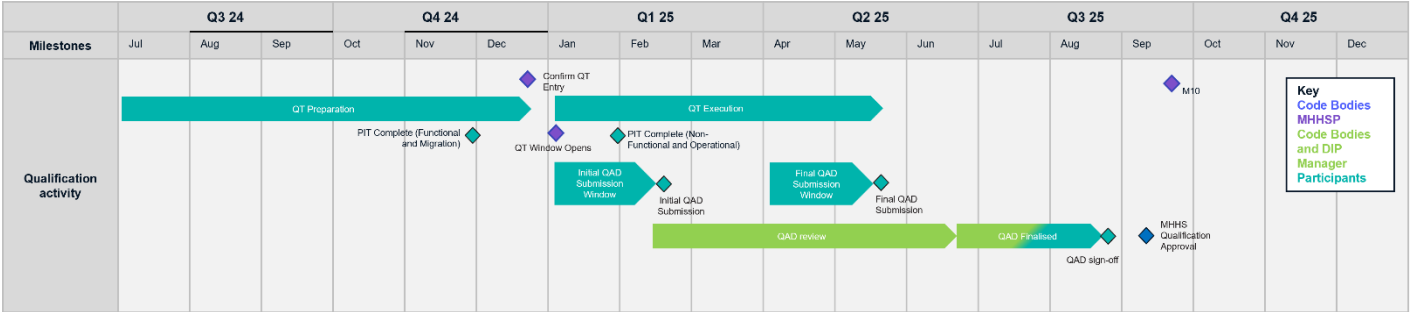 Q3 24
Q4 24
Q1 25
Q2 25
Q3 25
Q4 25
Milestones
Jul
Aug
Sep
Oct
Nov
Dec
Jan
Feb
Mar
Apr
May
Jun
Jul
Aug
Sep
Oct
Nov
Dec
Qualification
activity
Confirm QT
Entry
M10
QT Preparation
QT Execution
PIT Complete (Functional
and Migration)
QT Window Opens
PIT Complete (Non-
Functional and Operational)
Initial QAD
Submission
Window
Initial QAD
Submission
Final QAD
Submission
Window
Final QAD
Submission
QAD review
QAD Finalised
QAD sign-off
MHHS
Qualification
Approval
Key
Code Bodies
MHHSP
Code Bodies
and DIP
Manager
Participants